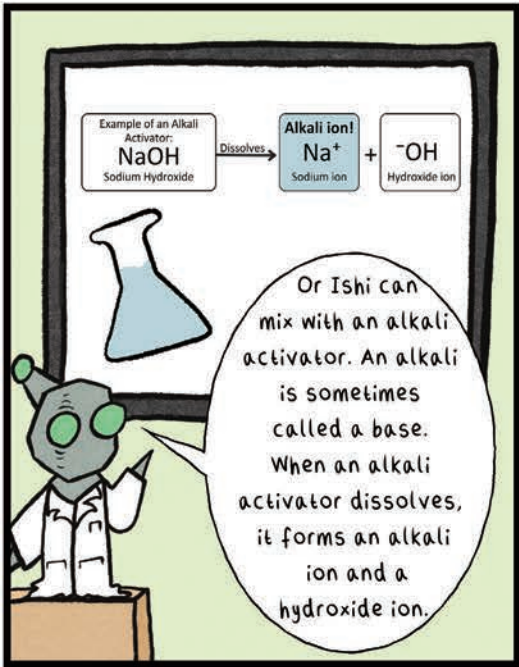 Example of an Alkali
Activator:
NaOH
Sodium Hydroxide
Dissolves
Alkali ion!
Na⁺
Sodium ion
+
⁻OH
Hydroxide ion
Or Ishi can
mix with an alkali
activator. An alkali
is sometimes
called a base.
When an alkali
activator dissolves,
it forms an alkali
ion and a
hydroxide ion.